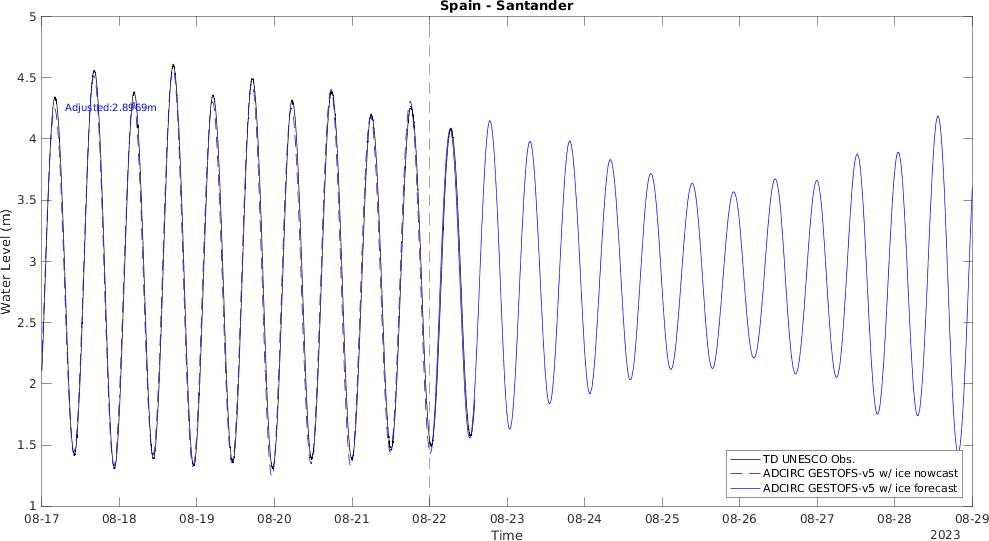 Spain - Santander
5
4.5
4
3.5
3
2.5
2
1.5
1
Water Level (m)
Adjusted:2.8969m
TD UNESCO Obs.
ADCIRC GESTOFS-v5 w/ ice nowcast
ADCIRC GESTOFS-v5 w/ ice forecast
08-17 08-18 08-19 08-20 08-21 08-22 08-23 08-24 08-25 08-26 08-27 08-28 08-29
Time
2023